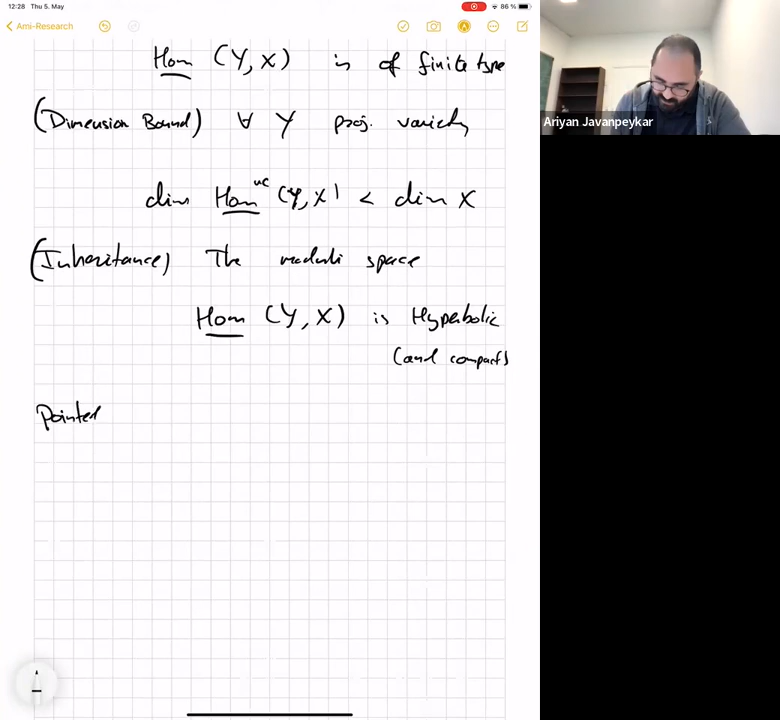 12:28 Thu 5. May
86 %
Ami-Research
Hom (Y, X) is of finite type
Ariyan Javanpeykar
(Dimension Bound) ∀ Y proj. variety
dim Hom^nc (Y, X) < dim X
(Inheritance) The moduli space
Hom (Y, X) is Hyperbolic
(and compact)
Pointed